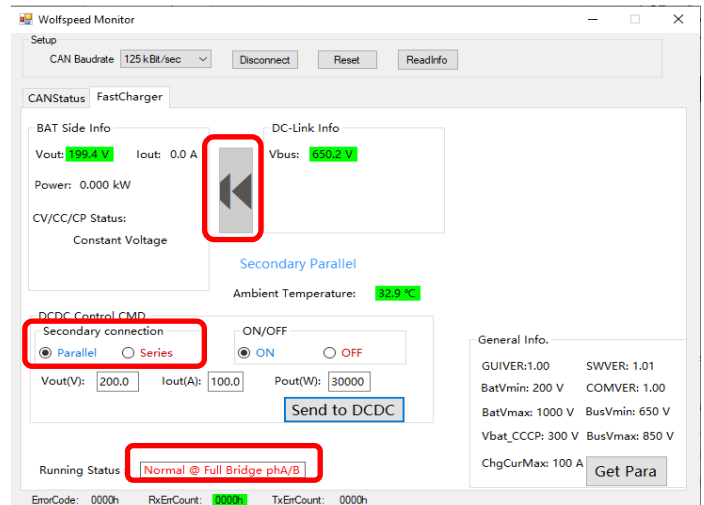 Wolfspeed Monitor
Setup
CAN Baudrate 125 kBit/sec Disconnect Reset ReadInfo
CANStatus FastCharger
BAT Side Info
Vout: 199.4 V Iout: 0.0 A
Power: 0.000 kW
CV/CC/CP Status:
Constant Voltage
DC-Link Info
Vbus: 650.2 V
Secondary Parallel
Ambient Temperature: 32.9 ℃
DCDC Control CMD
Secondary connection
Parallel Series
ON/OFF
ON OFF
Vout(V): 200.0 Iout(A): 100.0 Pout(W): 30000
Send to DCDC
General Info.
GUIVER:1.00 SWVER: 1.01
BatVmin: 200 V COMVER: 1.00
BatVmax: 1000 V BusVmin: 650 V
Vbat_CCCP: 300 V BusVmax: 850 V
ChgCurMax: 100 A Get Para
Running Status Normal @ Full Bridge phA/B
ErrorCode: 0000h RxErrCount: 0000h TxErrCount: 0000h